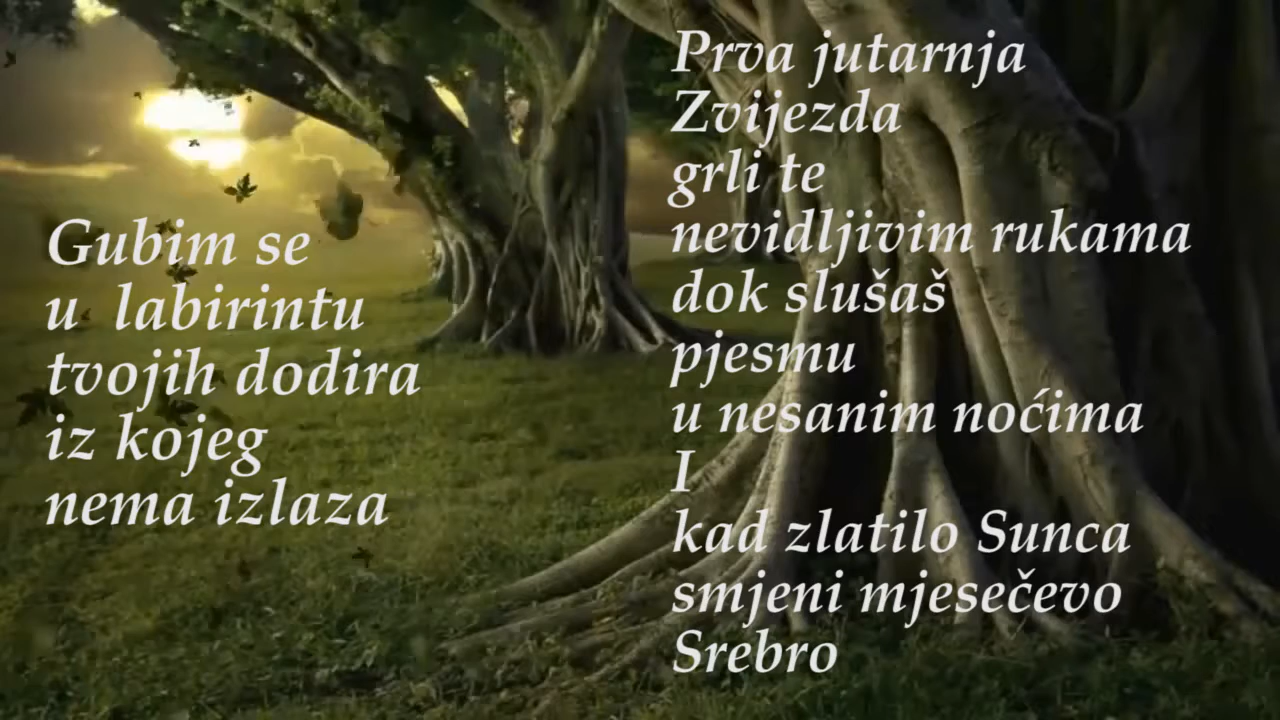 Gubim se
u labirintu
tvojih dodira
iz kojeg
nema izlaza
Prva jutarnja
Zvijezda
grli te
nevidljivim rukama
dok slušaš
pjesmu
u nesanim noćima
I
kad zlatilo Sunca
smjeni mjesečevo
Srebro